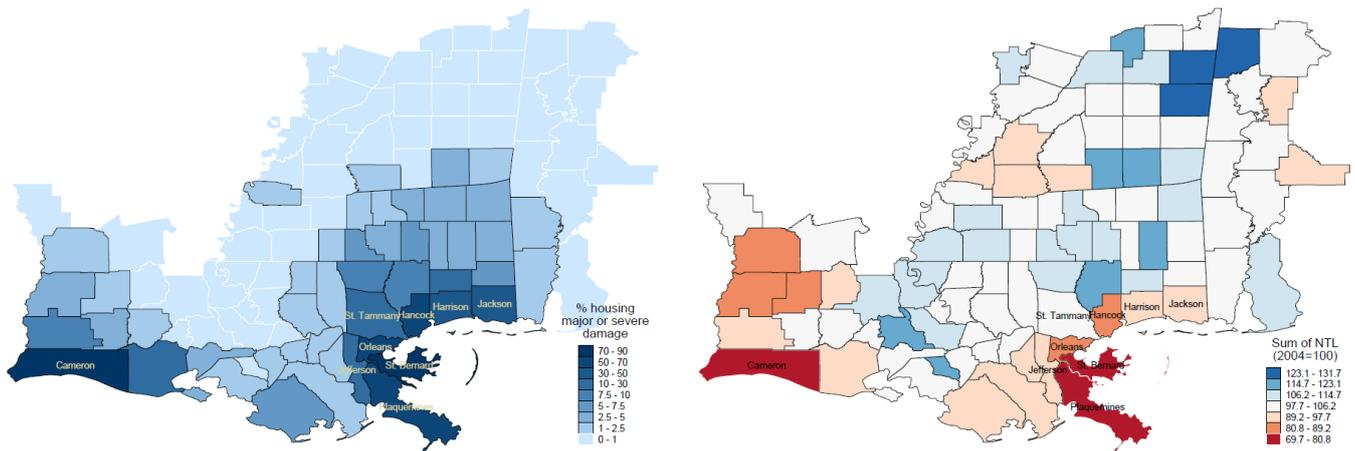 St. Tammany
Hancock
Harrison
Jackson
Orleans
Cameron
Jefferson
St. Bernard
Plaquemines
% housing
major or severe
damage
70 - 90
50 - 70
30 - 50
10 - 30
7.5 - 10
5 - 7.5
2.5 - 5
1 - 2.5
0 - 1
St. Tammany
Hancock
Harrison
Jackson
Orleans
Cameron
Jefferson
St. Bernard
Plaquemines
Sum of NTL
(2004=100)
123.1 - 131.7
114.7 - 123.1
106.2 - 114.7
97.7 - 106.2
89.2 - 97.7
80.8 - 89.2
69.7 - 80.8